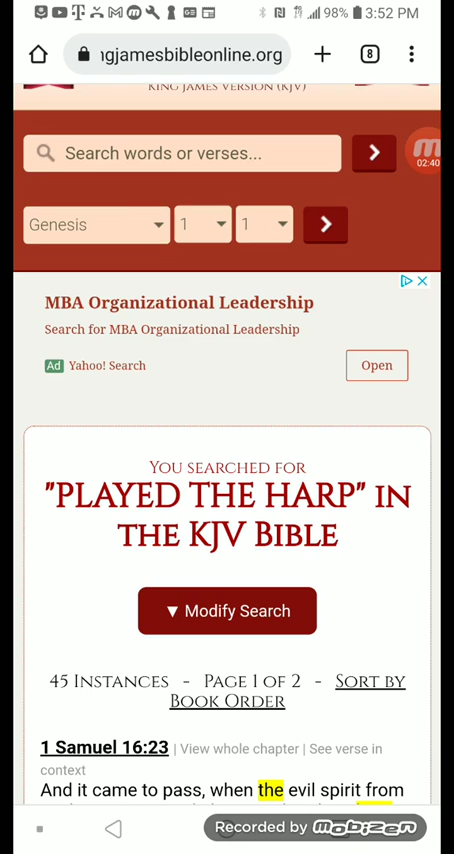 98% 3:52 PM
ngjamesbibleonline.org
8
KING JAMES VERSION (KJV)
Search words or verses...
02:40
Genesis 1 1
MBA Organizational Leadership
Search for MBA Organizational Leadership
Ad Yahoo! Search
Open
YOU SEARCHED FOR
"PLAYED THE HARP" IN
THE KJV BIBLE
▼ Modify Search
45 INSTANCES - PAGE 1 OF 2 - SORT BY
BOOK ORDER
1 Samuel 16:23 | View whole chapter | See verse in
context
And it came to pass, when the evil spirit from
Recorded by mobizen